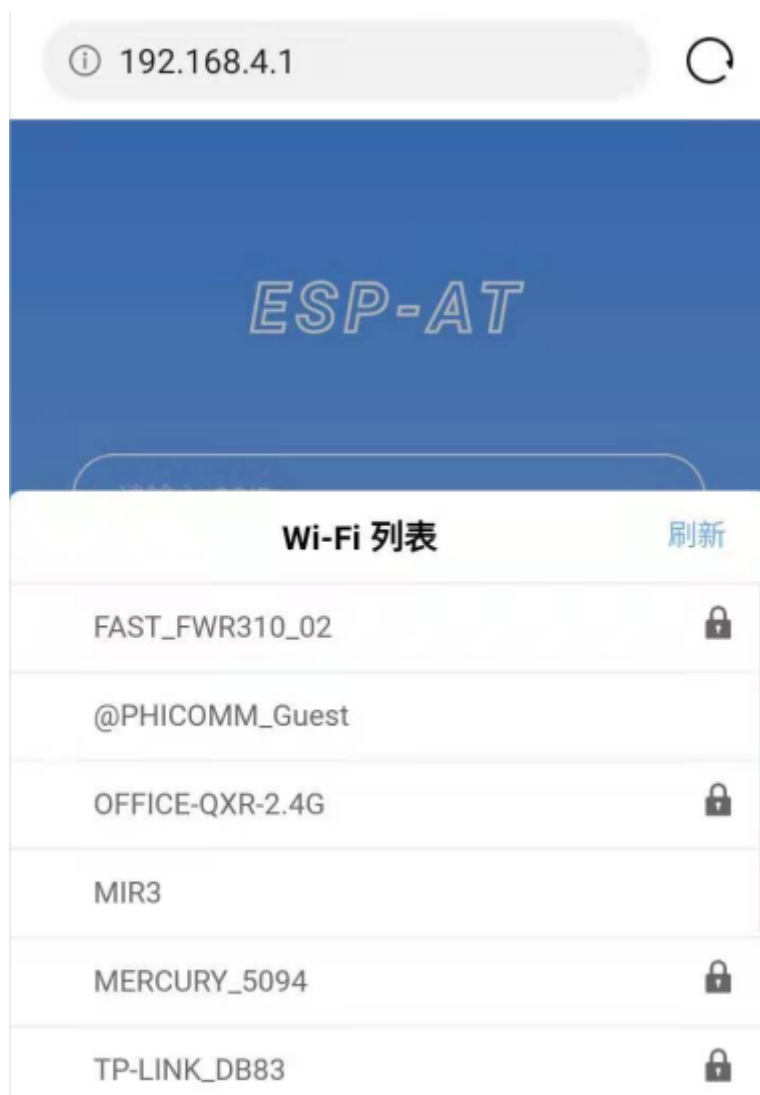 192.168.4.1
ESP-AT
Wi-Fi 列表
刷新
FAST_FWR310_02
@PHICOMM_Guest
OFFICE-QXR-2.4G
MIR3
MERCURY_5094
TP-LINK_DB83